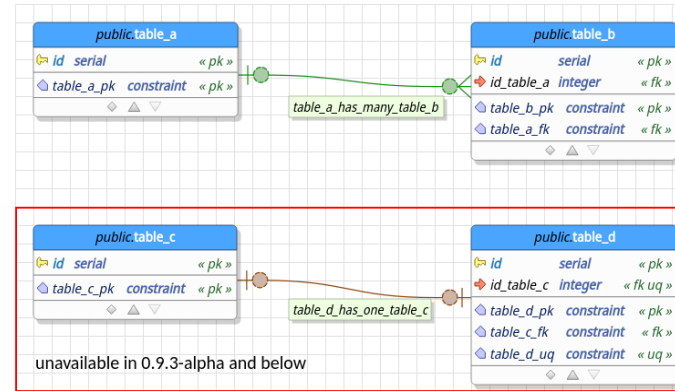 public.table_a
id serial « pk »
table_a_pk constraint « pk »
table_a_has_many_table_b
public.table_b
id serial « pk »
id_table_a integer « fk »
table_b_pk constraint « pk »
table_a_fk constraint « fk »
public.table_c
id serial « pk »
table_c_pk constraint « pk »
table_d_has_one_table_c
public.table_d
id serial « pk »
id_table_c integer « fk uq »
table_d_pk constraint « pk »
table_c_fk constraint « fk »
table_d_uq constraint « uq »
unavailable in 0.9.3-alpha and below